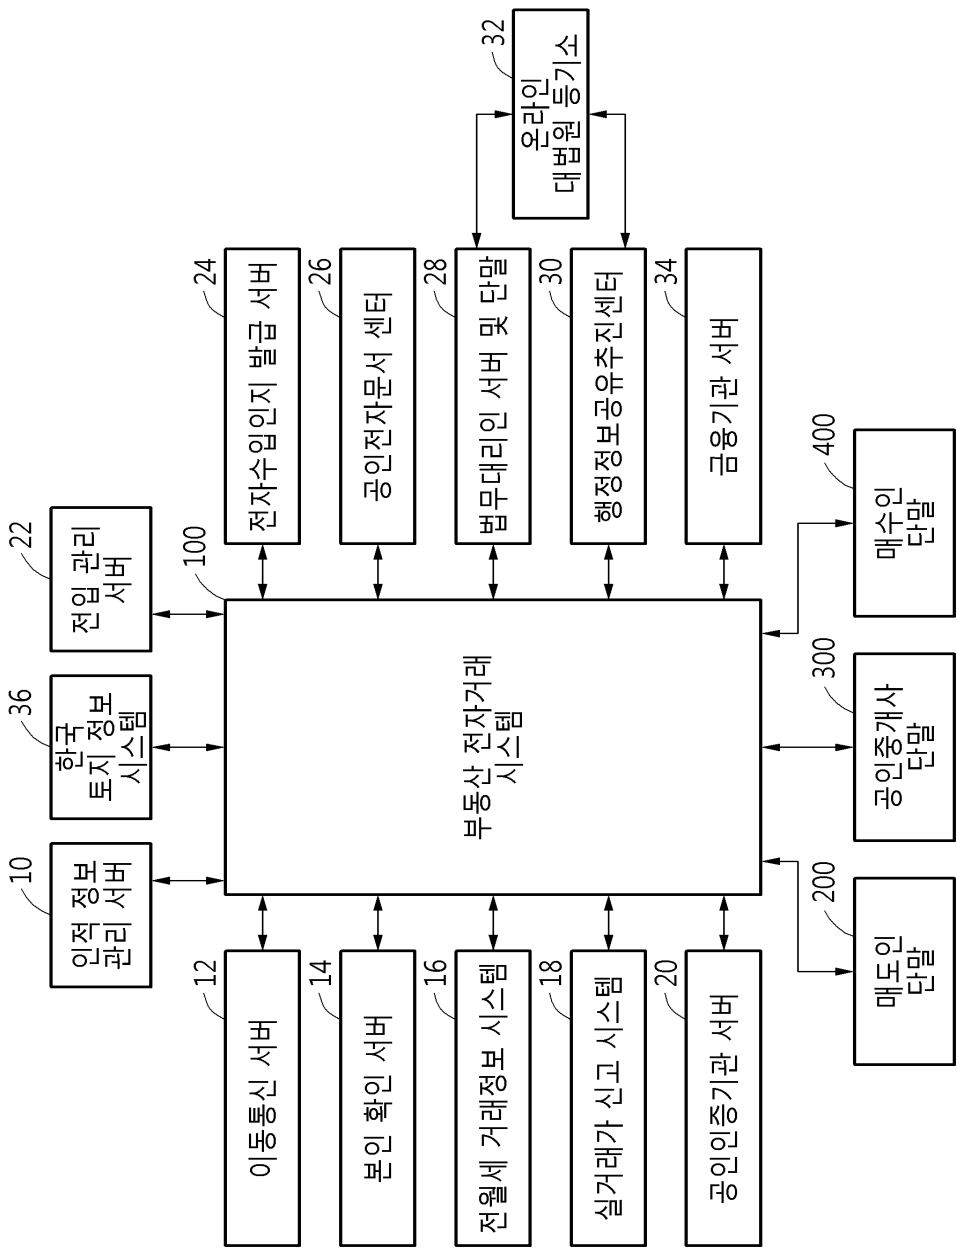 10
인적 정보
관리 서버
36
한국
토지 정보
시스템
22
전입 관리
서버
12
이동통신 서버
14
본인 확인 서버
16
전월세 거래정보 시스템
18
실거래가 신고 시스템
20
공인인증기관 서버
100
부동산 전자거래
시스템
24
전자수입인지 발급 서버
26
공인전자문서 센터
28
법무대리인 서버 및 단말
30
행정정보공유추진센터
34
금융기관 서버
32
온라인
대법원 등기소
200
매도인
단말
300
공인중개사
단말
400
매수인
단말